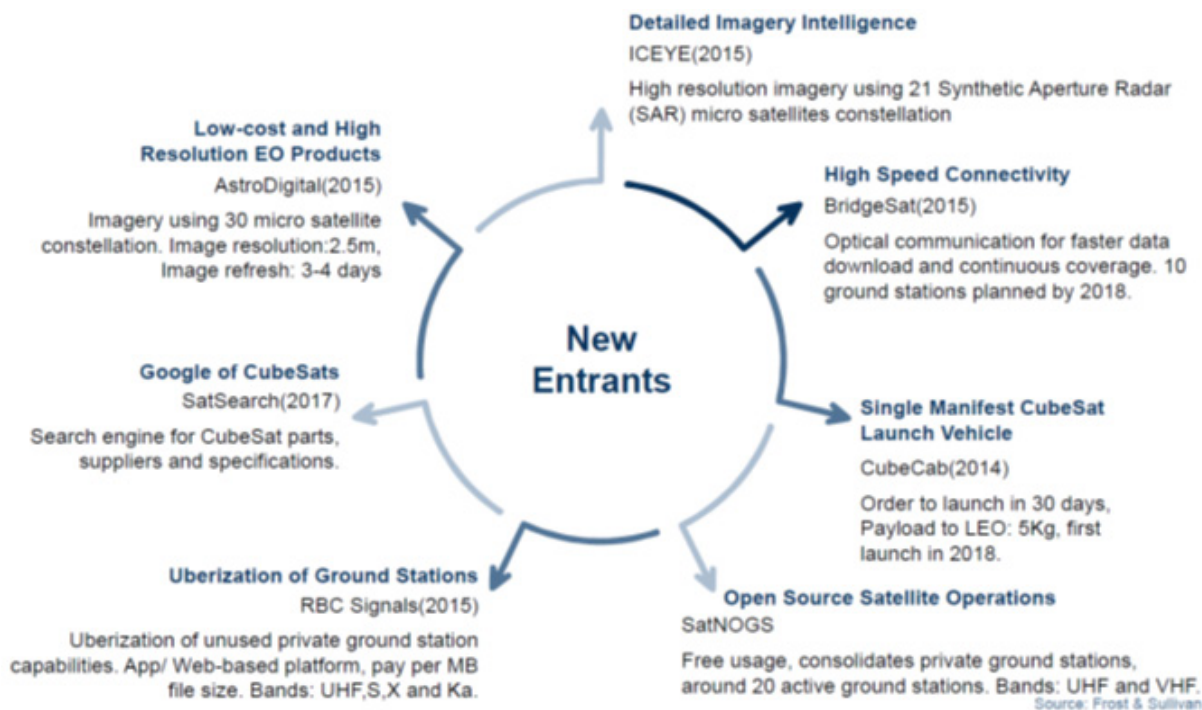 Detailed Imagery Intelligence
ICEYE(2015)
High resolution imagery using 21 Synthetic Aperture Radar
(SAR) micro satellites constellation
Low-cost and High
Resolution EO Products
AstroDigital(2015)
Imagery using 30 micro satellite
constellation. Image resolution:2.5m,
Image refresh: 3-4 days
High Speed Connectivity
BridgeSat(2015)
Optical communication for faster data
download and continuous coverage. 10
ground stations planned by 2018.
New
Entrants
Google of CubeSats
SatSearch(2017)
Search engine for CubeSat parts,
suppliers and specifications.
Single Manifest CubeSat
Launch Vehicle
CubeCab(2014)
Order to launch in 30 days,
Payload to LEO: 5Kg, first
launch in 2018.
Uberization of Ground Stations
RBC Signals(2015)
Uberization of unused private ground station
capabilities. App/ Web-based platform, pay per MB
file size. Bands: UHF,S,X and Ka.
Open Source Satellite Operations
SatNOGS
Free usage, consolidates private ground stations,
around 20 active ground stations. Bands: UHF and VHF.
Source: Frost & Sullivan